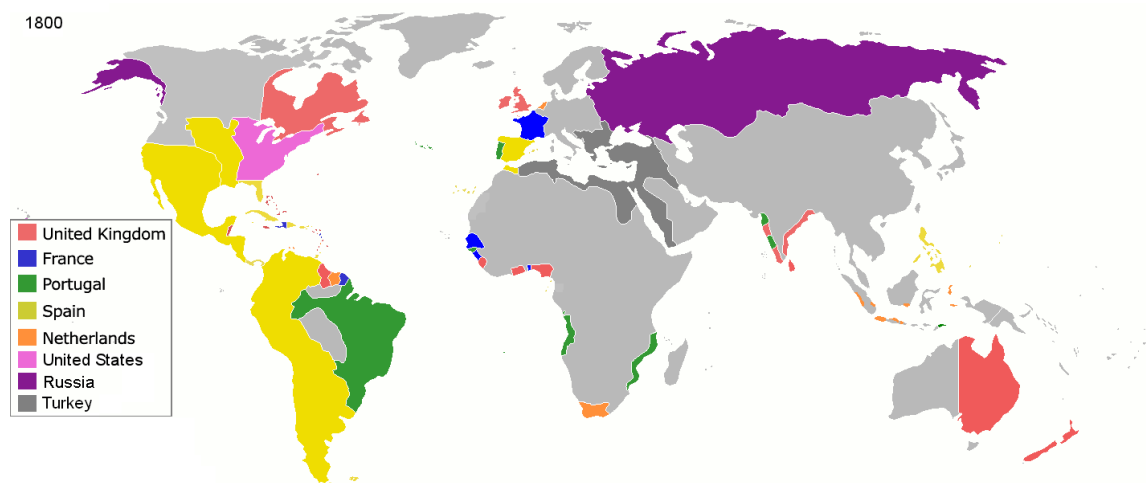 1800
United Kingdom
France
Portugal
Spain
Netherlands
United States
Russia
Turkey